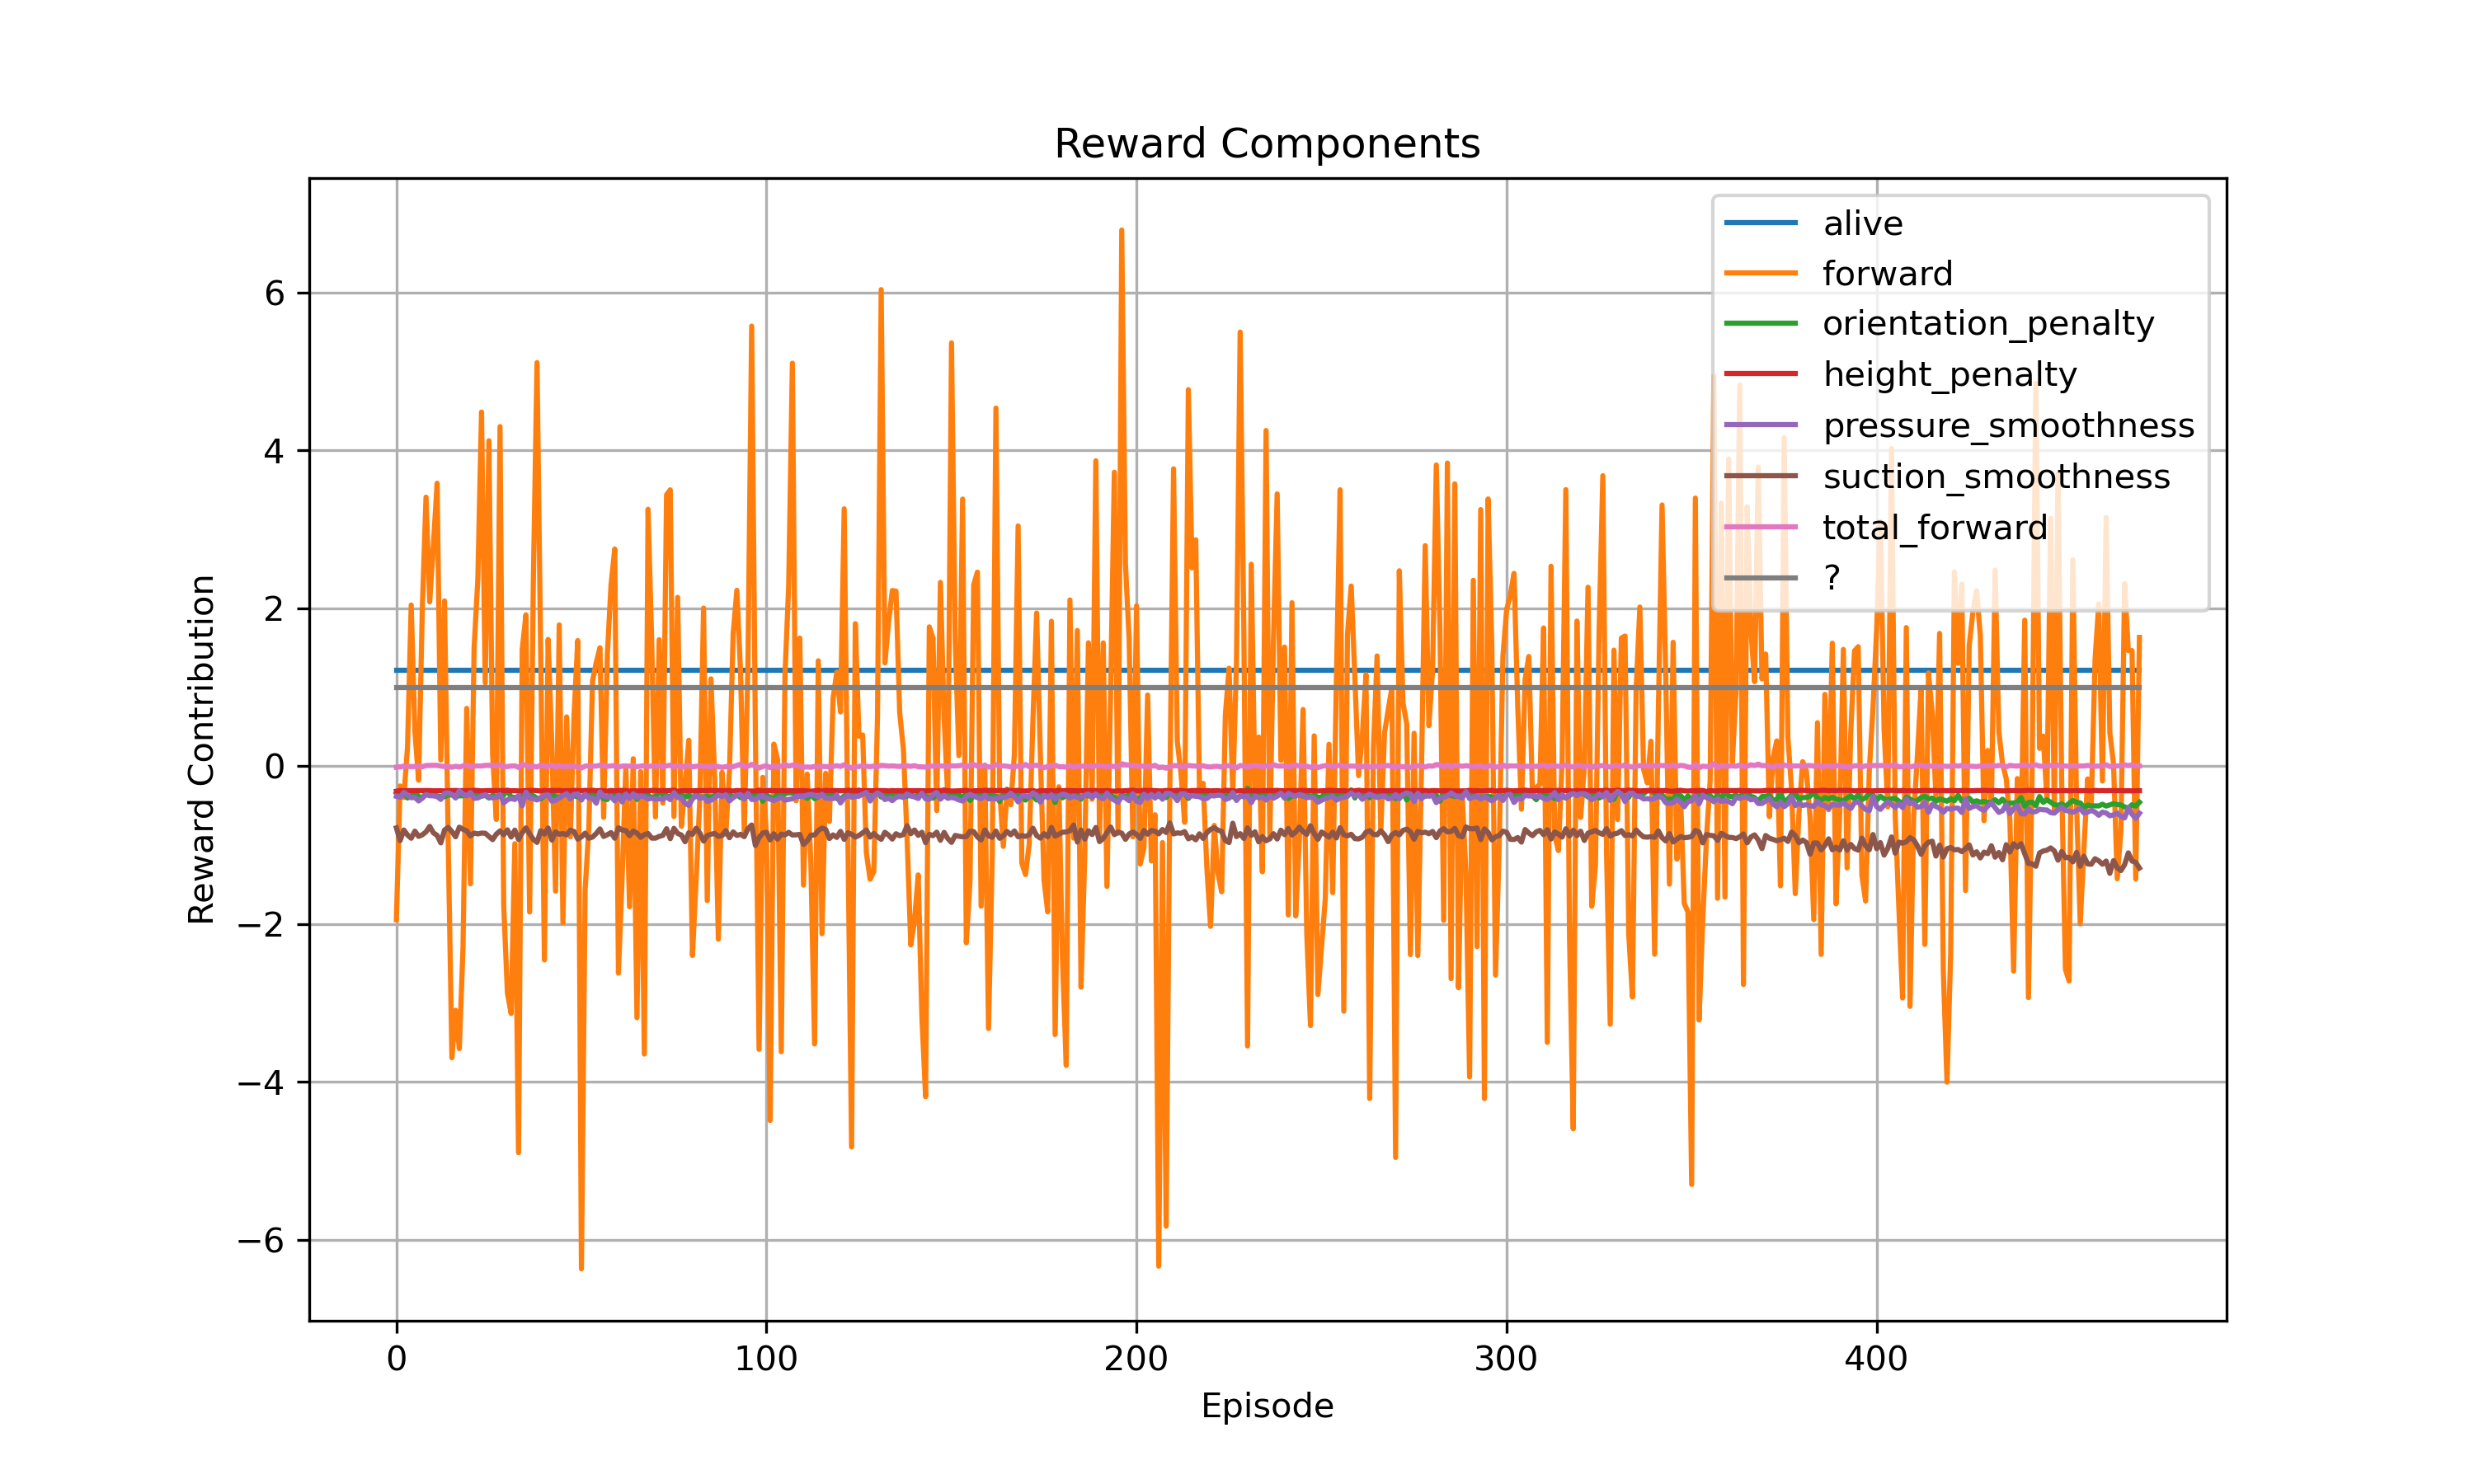 Reward Components
Reward Contribution
6
4
2
0
−2
−4
−6
alive
forward
orientation_penalty
height_penalty
pressure_smoothness
suction_smoothness
total_forward
?
0 100 200 300 400
Episode